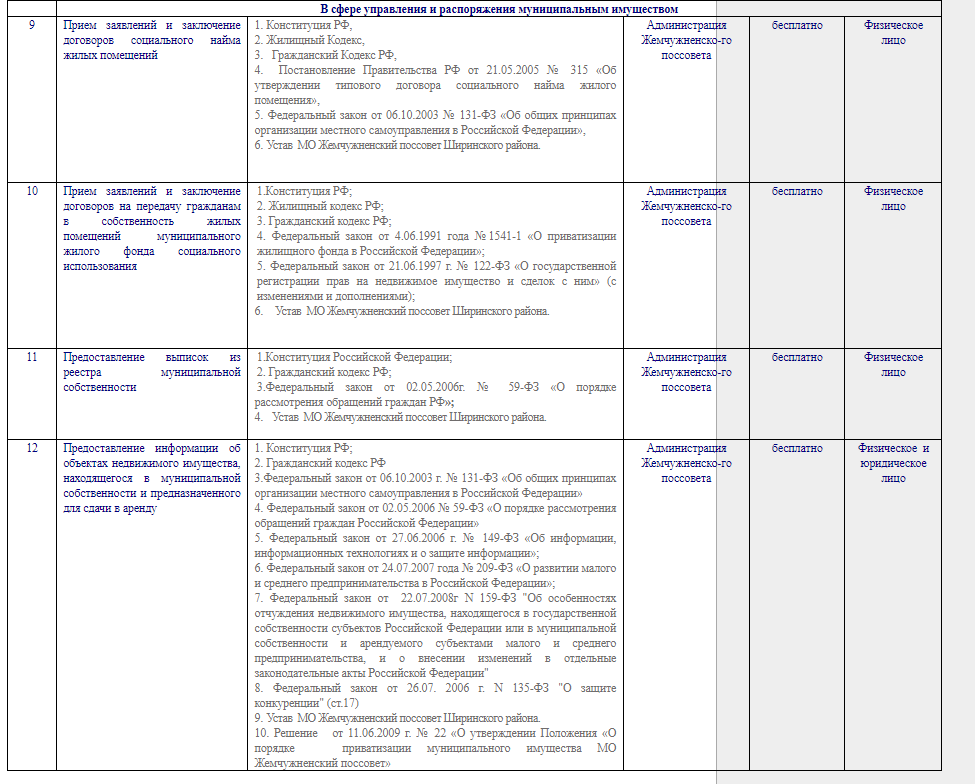 В сфере управления и распоряжения муниципальным имуществом
9
Прием заявлений и заключение
договоров социального найма
жилых помещений
1. Конституция РФ,
2. Жилищный Кодекс,
3. Гражданский Кодекс РФ,
4. Постановление Правительства РФ от 21.05.2005 № 315 «Об
утверждении типового договора социального найма жилого
помещения»,
5. Федеральный закон от 06.10.2003 № 131-ФЗ «Об общих принципах
организации местного самоуправления в Российской Федерации»,
6. Устав МО Жемчужненский поссовет Ширинского района.
Администрация
Жемчужненско-го
поссовета
бесплатно
Физическое
лицо
10
Прием заявлений и заключение
договоров на передачу гражданам
в собственность жилых
помещений муниципального
жилого фонда социального
использования
1.Конституция РФ;
2. Жилищный кодекс РФ;
3. Гражданский кодекс РФ;
4. Федеральный закон от 4.06.1991 года №1541-1 «О приватизации
жилищного фонда в Российской Федерации»;
5. Федеральный закон от 21.06.1997 г. № 122-ФЗ «О государственной
регистрации прав на недвижимое имущество и сделок с ним» (с
изменениями и дополнениями);
6. Устав МО Жемчужненский поссовет Ширинского района.
Администрация
Жемчужненско-го
поссовета
бесплатно
Физическое
лицо
11
Предоставление выписок из
реестра муниципальной
собственности
1.Конституция Российской Федерации;
2. Гражданский кодекс РФ;
3.Федеральный закон от 02.05.2006г. № 59-ФЗ «О порядке
рассмотрения обращений граждан РФ»;
4. Устав МО Жемчужненский поссовет Ширинского района.
Администрация
Жемчужненско-го
поссовета
бесплатно
Физическое
лицо
12
Предоставление информации об
объектах недвижимого имущества,
находящегося в муниципальной
собственности и предназначенного
для сдачи в аренду
1. Конституция РФ;
2. Гражданский кодекс РФ
3.Федеральный закон от 06.10.2003 г. № 131-ФЗ «Об общих принципах
организации местного самоуправления в Российской Федерации»
4. Федеральный закон от 02.05.2006 № 59-ФЗ «О порядке рассмотрения
обращений граждан Российской Федерации»
5. Федеральный закон от 27.06.2006 г. № 149-ФЗ «Об информации,
информационных технологиях и о защите информации»;
6. Федеральный закон от 24.07.2007 года № 209-ФЗ «О развитии малого
и среднего предпринимательства в Российской Федерации»;
7. Федеральный закон от 22.07.2008г N 159-ФЗ "Об особенностях
отчуждения недвижимого имущества, находящегося в государственной
собственности субъектов Российской Федерации или в муниципальной
собственности и арендуемого субъектами малого и среднего
предпринимательства, и о внесении изменений в отдельные
законодательные акты Российской Федерации"
8. Федеральный закон от 26.07. 2006 г. N 135-ФЗ "О защите
конкуренции" (ст.17)
9. Устав МО Жемчужненский поссовет Ширинского района.
10. Решение от 11.06.2009 г. № 22 «О утверждении Положения «О
порядке приватизации муниципального имущества МО
Жемчужненский поссовет»
Администрация
Жемчужненско-го
поссовета
бесплатно
Физическое и
юридическое
лицо